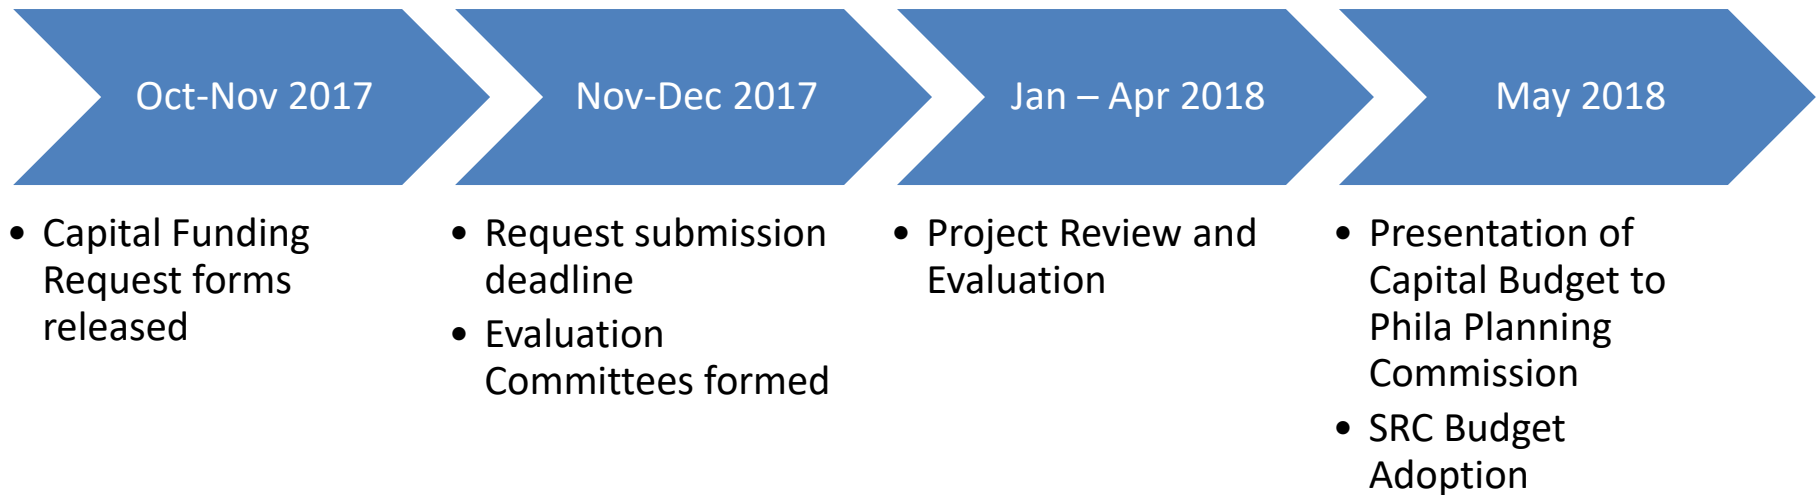 Oct-Nov 2017
• Capital Funding
Request forms
released
Nov-Dec 2017
• Request submission
deadline
• Evaluation
Committees formed
Jan – Apr 2018
• Project Review and
Evaluation
May 2018
• Presentation of
Capital Budget to
Phila Planning
Commission
• SRC Budget
Adoption